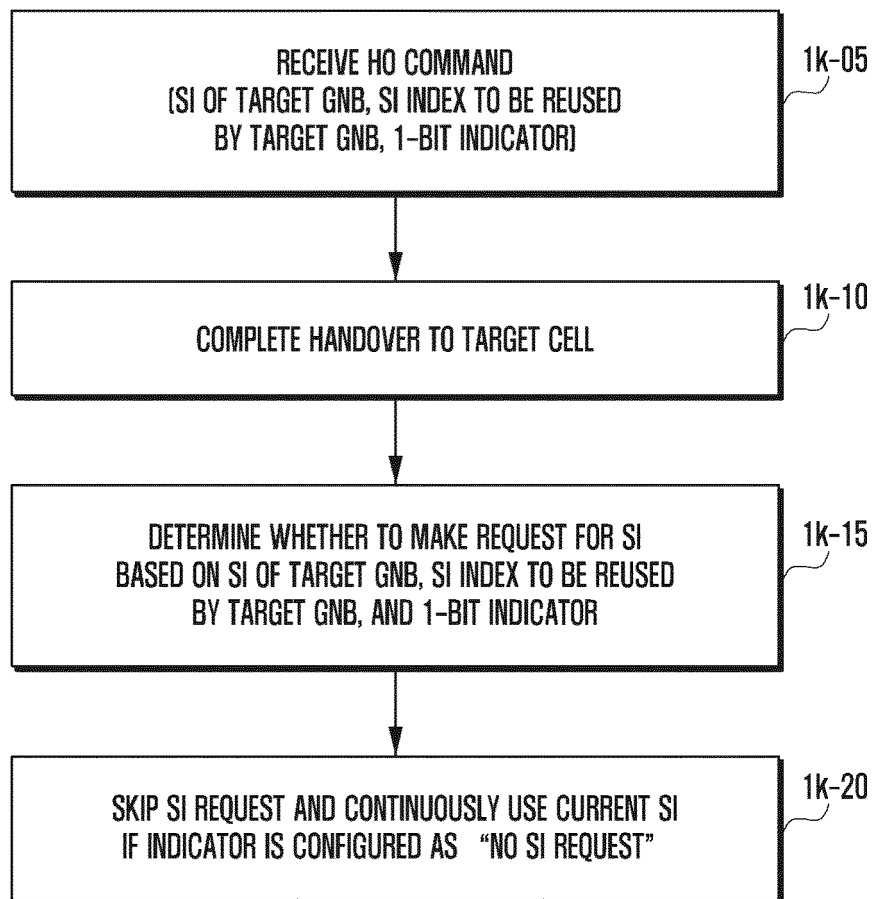 RECEIVE HO COMMAND
(SI OF TARGET GNB, SI INDEX TO BE REUSED
BY TARGET GNB, 1-BIT INDICATOR)
1k-05
COMPLETE HANDOVER TO TARGET CELL
1k-10
DETERMINE WHETHER TO MAKE REQUEST FOR SI
BASED ON SI OF TARGET GNB, SI INDEX TO BE REUSED
BY TARGET GNB, AND 1-BIT INDICATOR
1k-15
SKIP SI REQUEST AND CONTINUOUSLY USE CURRENT SI
IF INDICATOR IS CONFIGURED AS “NO SI REQUEST”
1k-20